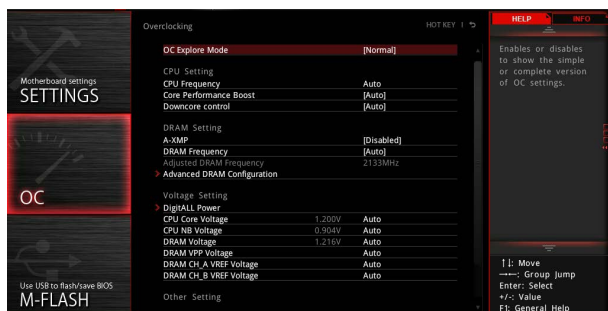 Overclocking
HOT KEY
HELP
INFO
Motherboard settings
SETTINGS
OC
Use USB to flash/save BIOS
M-FLASH
OC Explore Mode [Normal]
CPU Setting
CPU Frequency Auto
Core Performance Boost [Auto]
Downcore control [Auto]
DRAM Setting
A-XMP [Disabled]
DRAM Frequency [Auto]
Adjusted DRAM Frequency 2133MHz
> Advanced DRAM Configuration
Voltage Setting
> DigitALL Power
CPU Core Voltage 1.200V Auto
CPU NB Voltage 0.904V Auto
DRAM Voltage 1.216V Auto
DRAM VPP Voltage Auto
DRAM CH_A VREF Voltage Auto
DRAM CH_B VREF Voltage Auto
Other Setting
Enables or disables
to show the simple
or complete version
of OC settings.
↑↓: Move
→←: Group Jump
Enter: Select
+/-: Value
F1: General Help